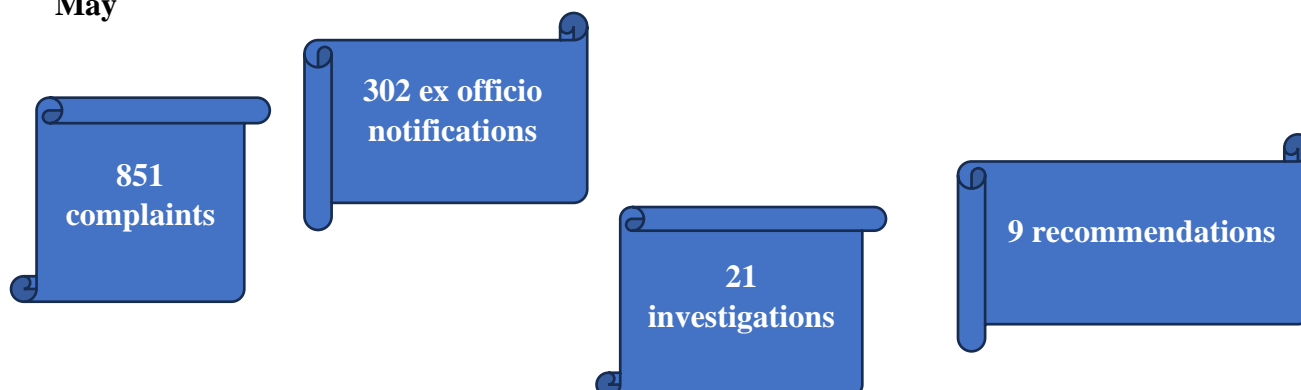 May
302 ex officio
notifications
851
complaints
21
investigations
9 recommendations